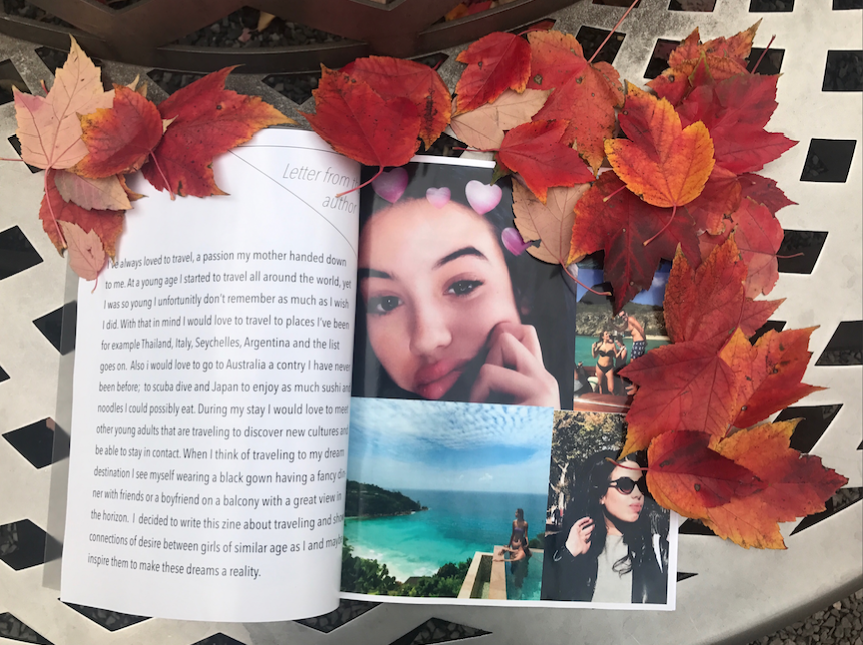 Letter from
author
I've always loved to travel, a passion my mother handed down
to me. At a young age I started to travel all around the world, yet
I was so young I unfortunitly don't remember as much as I wish
I did. With that in mind I would love to travel to places I've been
for example Thailand, Italy, Seychelles, Argentina and the list
goes on. Also i would love to go to Australia a contry I have never
been before; to scuba dive and Japan to enjoy as much sushi and
noodles I could possibly eat. During my stay I would love to meet
other young adults that are traveling to discover new cultures and
be able to stay in contact. When I think of traveling to my dream
destination I see myself wearing a black gown having a fancy din
ner with friends or a boyfriend on a balcony with a great view in
the horizon. I decided to write this zine about traveling and
connections of desire between girls of similar age as I and
inspire them to make these dreams a reality.